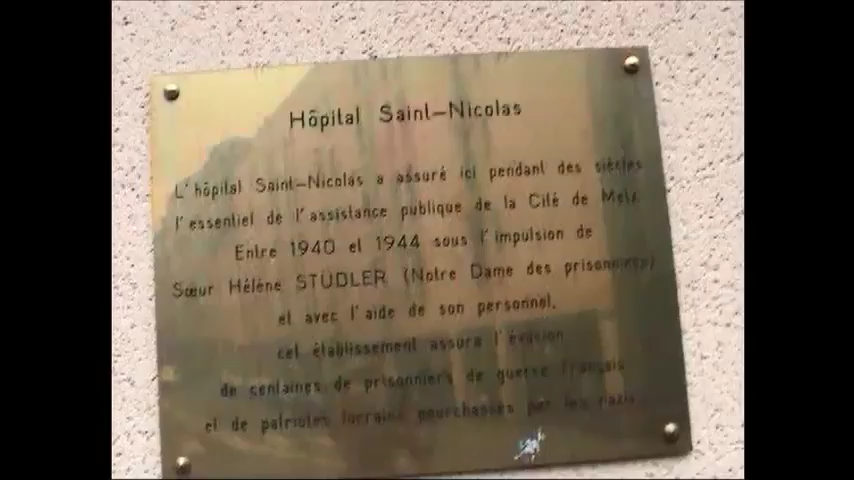 Hôpital Saint-Nicolas
L'hôpital Saint-Nicolas a assuré ici pendant des siècles
l'essentiel de l'assistance publique de la Cité de Metz
Entre 1940 et 1944 sous l'impulsion de
Sœur Hélène STUDLER (Notre Dame des prisonniers)
et avec l'aide de son personnel,
cet établissement assura l'évasion
de centaines de prisonniers de guerre français
et de patriotes lorrains pourchassés par les nazis